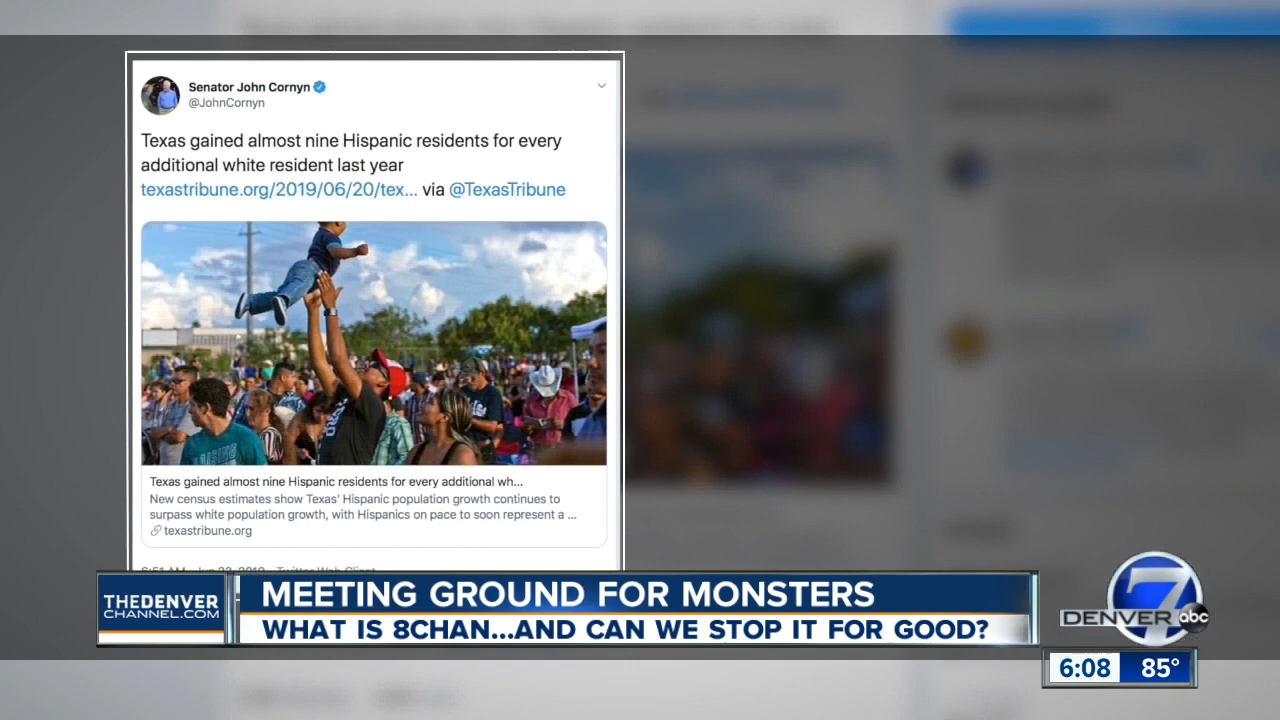 Senator John Cornyn
@JohnCornyn
Texas gained almost nine Hispanic residents for every
additional white resident last year
texastribune.org/2019/06/20/tex... via @TexasTribune
Texas gained almost nine Hispanic residents for every additional wh...
New census estimates show Texas' Hispanic population growth continues to
surpass white population growth, with Hispanics on pace to soon represent a ...
texastribune.org
THEDENVER
CHANNEL.COM
MEETING GROUND FOR MONSTERS
WHAT IS 8CHAN...AND CAN WE STOP IT FOR GOOD?
DENVER 7 abc
6:08 85°